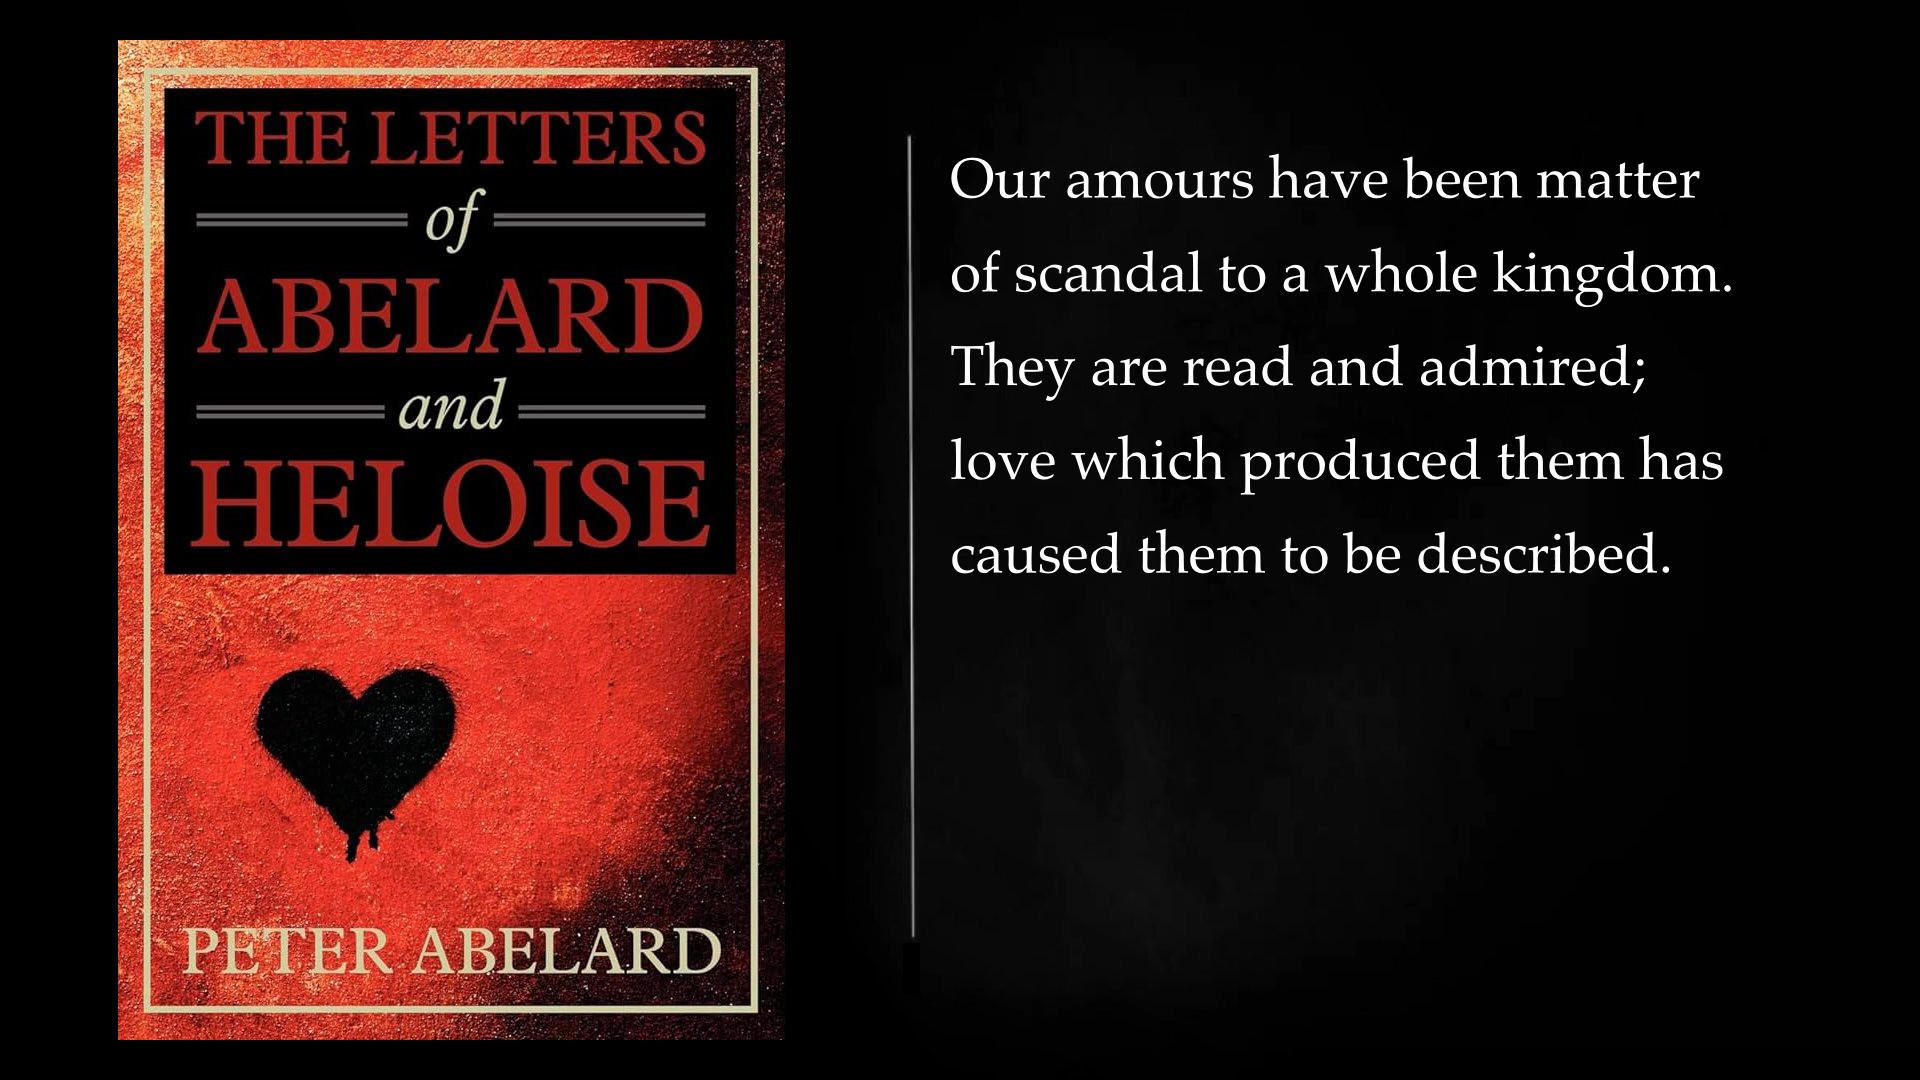 THE LETTERS
of
ABELARD
and
HELOISE
PETER ABELARD
Our amours have been matter
of scandal to a whole kingdom.
They are read and admired;
love which produced them has
caused them to be described.